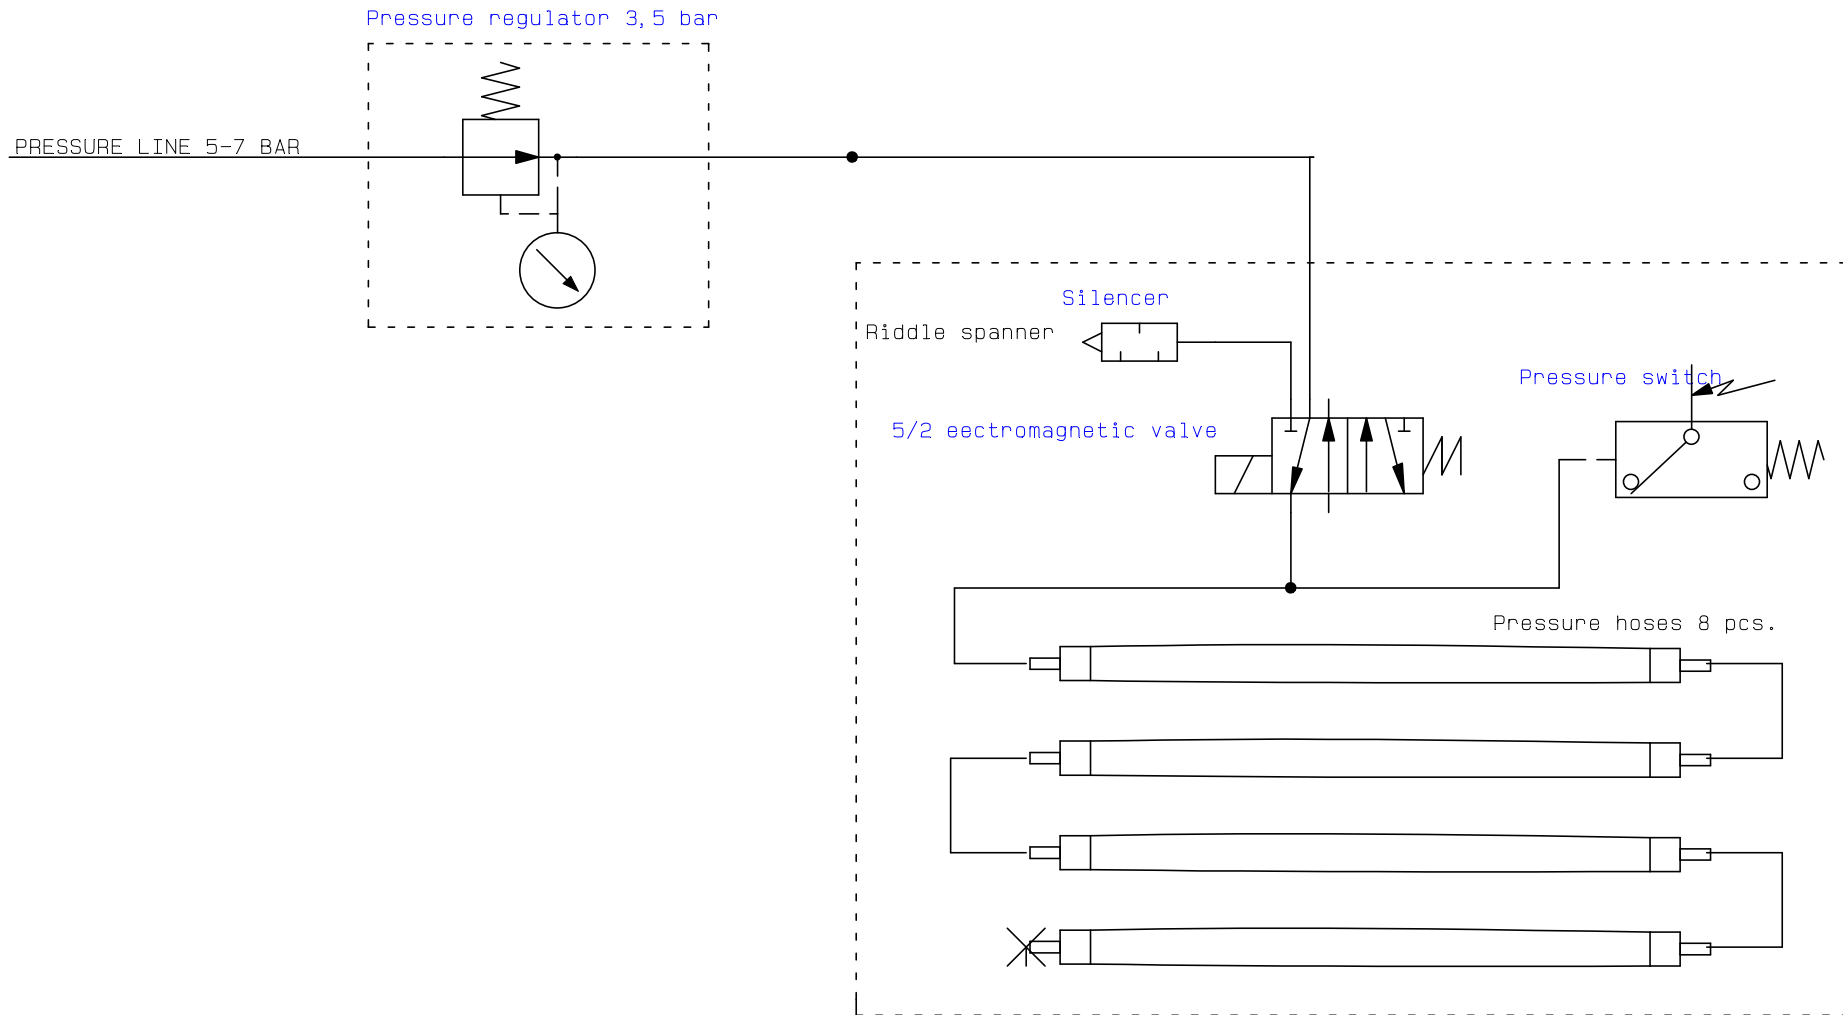 Pressure regulator 3,5 bar
PRESSURE LINE 5-7 BAR
Silencer
Riddle spanner
Pressure switch
5/2 eectromagnetic valve
Pressure hoses 8 pcs.